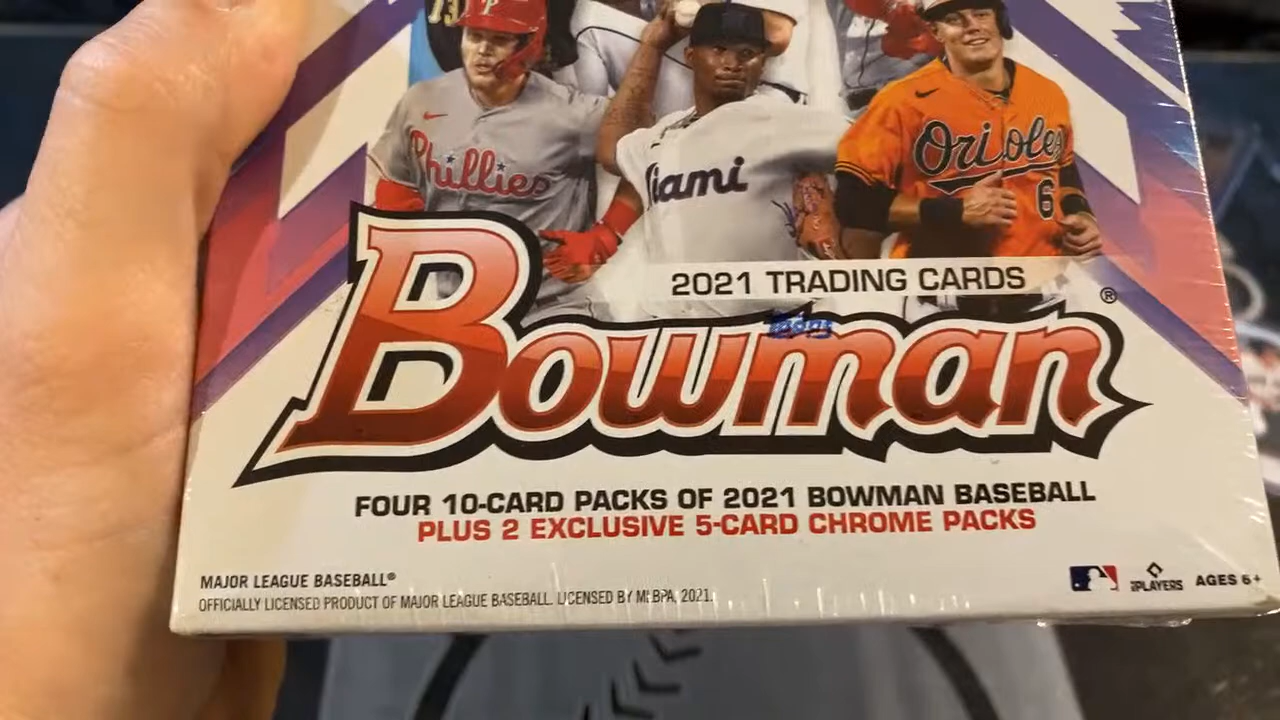 P
Phillies
iami
Orioles
6
2021 TRADING CARDS
Topps
Bowman®
FOUR 10-CARD PACKS OF 2021 BOWMAN BASEBALL
PLUS 2 EXCLUSIVE 5-CARD CHROME PACKS
MAJOR LEAGUE BASEBALL®
OFFICIALLY LICENSED PRODUCT OF MAJOR LEAGUE BASEBALL. LICENSED BY MLBPA, 2021.
PLAYERS
AGES 6+